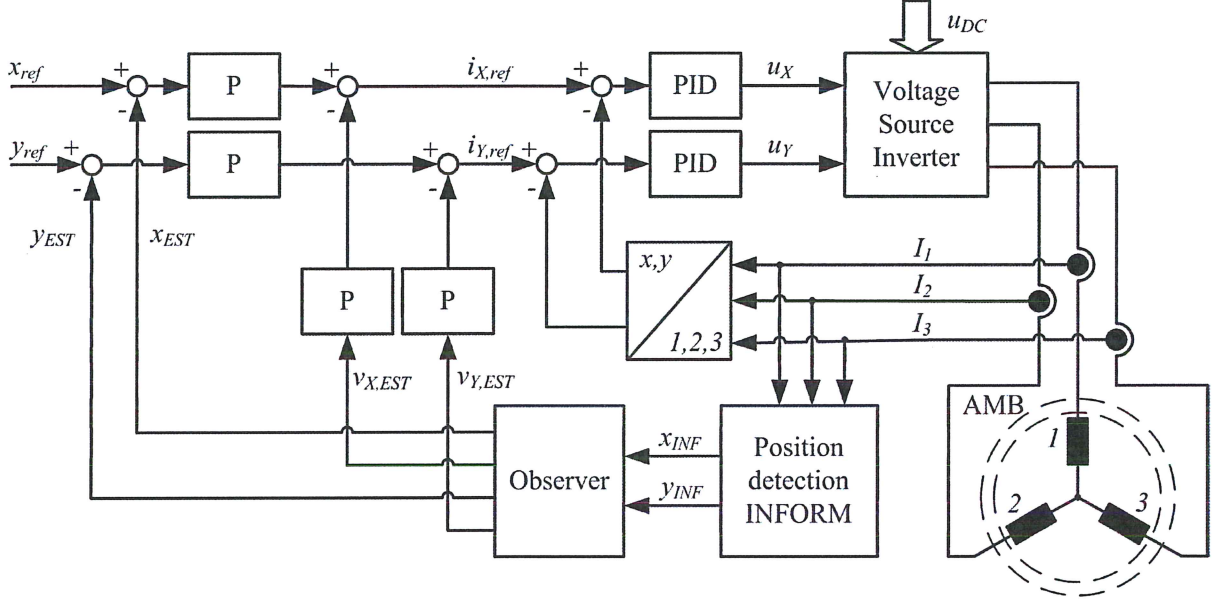 u_DC
x_ref + - P + - i_X,ref + - PID u_X
Voltage
Source
Inverter
y_ref + - P + - i_Y,ref + - PID u_Y
y_EST x_EST
x,y
1,2,3
I_1
I_2
I_3
P P
v_X,EST v_Y,EST
Observer
x_INF
y_INF
Position
detection
INFORM
AMB
1
2 3